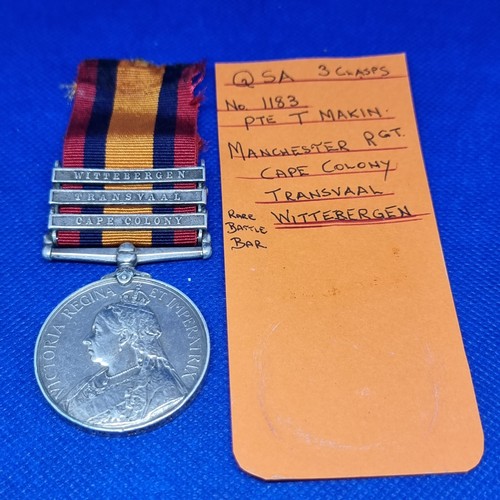 WITTEBERGEN
TRANSVAAL
CAPE COLONY
VICTORIA REGINA ET IMPERATRIX
QSA 3 CLASPS
No. 1183
PTE T MAKIN.
MANCHESTER RGT.
CAPE COLONY
TRANSVAAL
RARE BATTLE BAR WITTEBERGEN